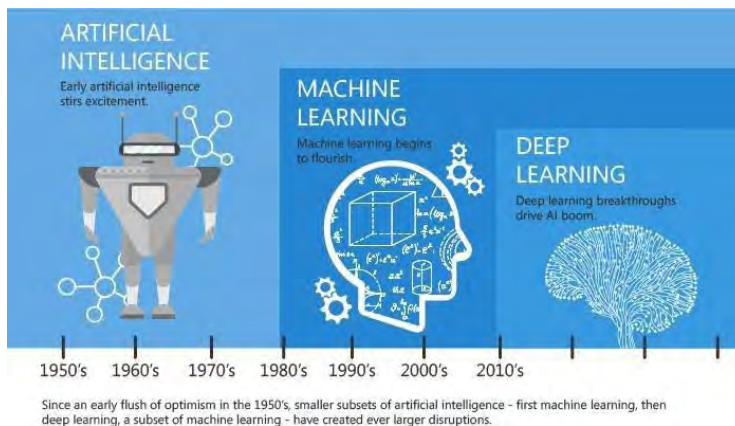 ARTIFICIAL
INTELLIGENCE
Early artificial intelligence
stirs excitement.
MACHINE
LEARNING
Machine learning begins
to flourish.
DEEP
LEARNING
Deep learning breakthroughs
drive AI boom.
1950's 1960's 1970's 1980's 1990's 2000's 2010's
Since an early flush of optimism in the 1950's, smaller subsets of artificial intelligence - first machine learning, then
deep learning, a subset of machine learning - have created ever larger disruptions.